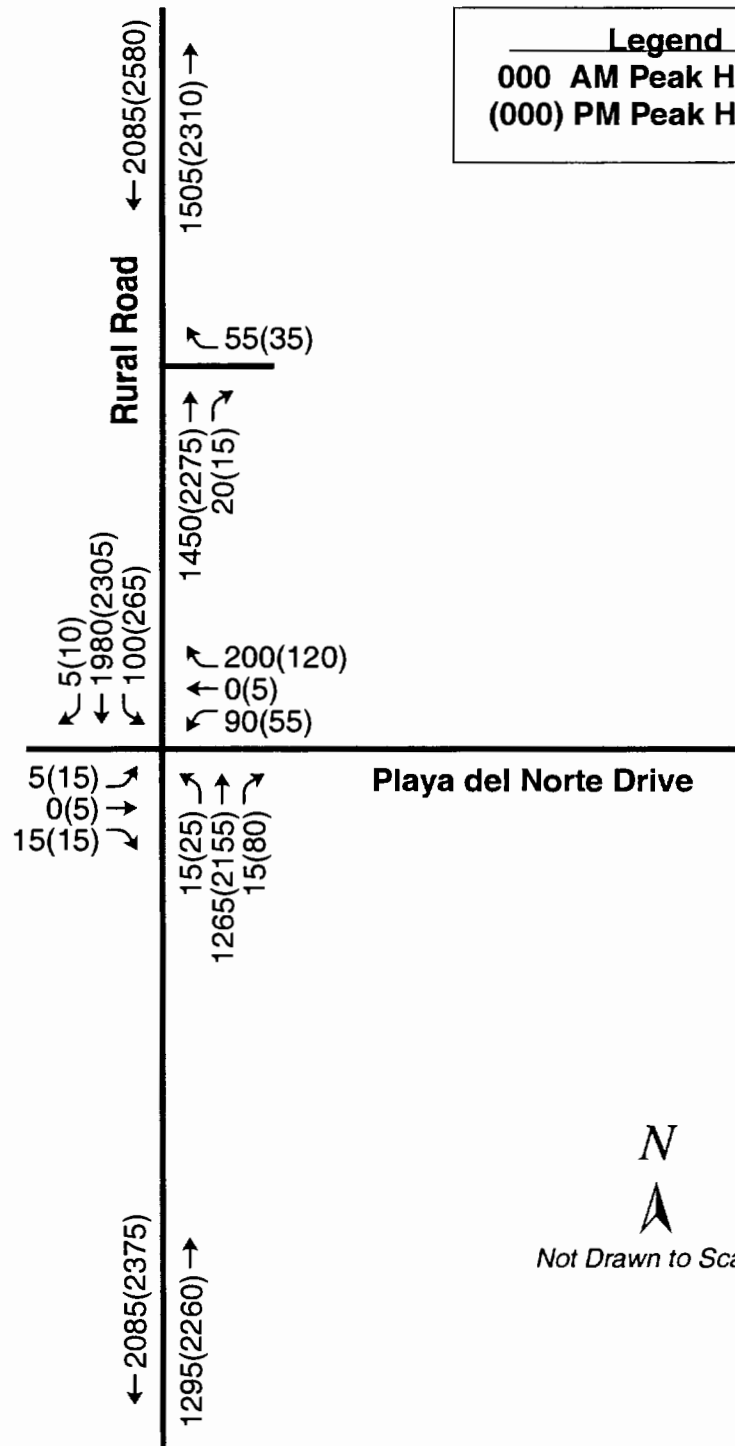 Legend
000 AM Peak H
(000) PM Peak H
2085(2580)
1505(2310)
Rural Road
55(35)
1450(2275)
20(15)
5(10)
1980(2305)
100(265)
200(120)
0(5)
90(55)
5(15)
0(5)
15(15)
Playa del Norte Drive
15(25)
1265(2155)
15(80)
N
Not Drawn to Sca
2085(2375)
1295(2260)